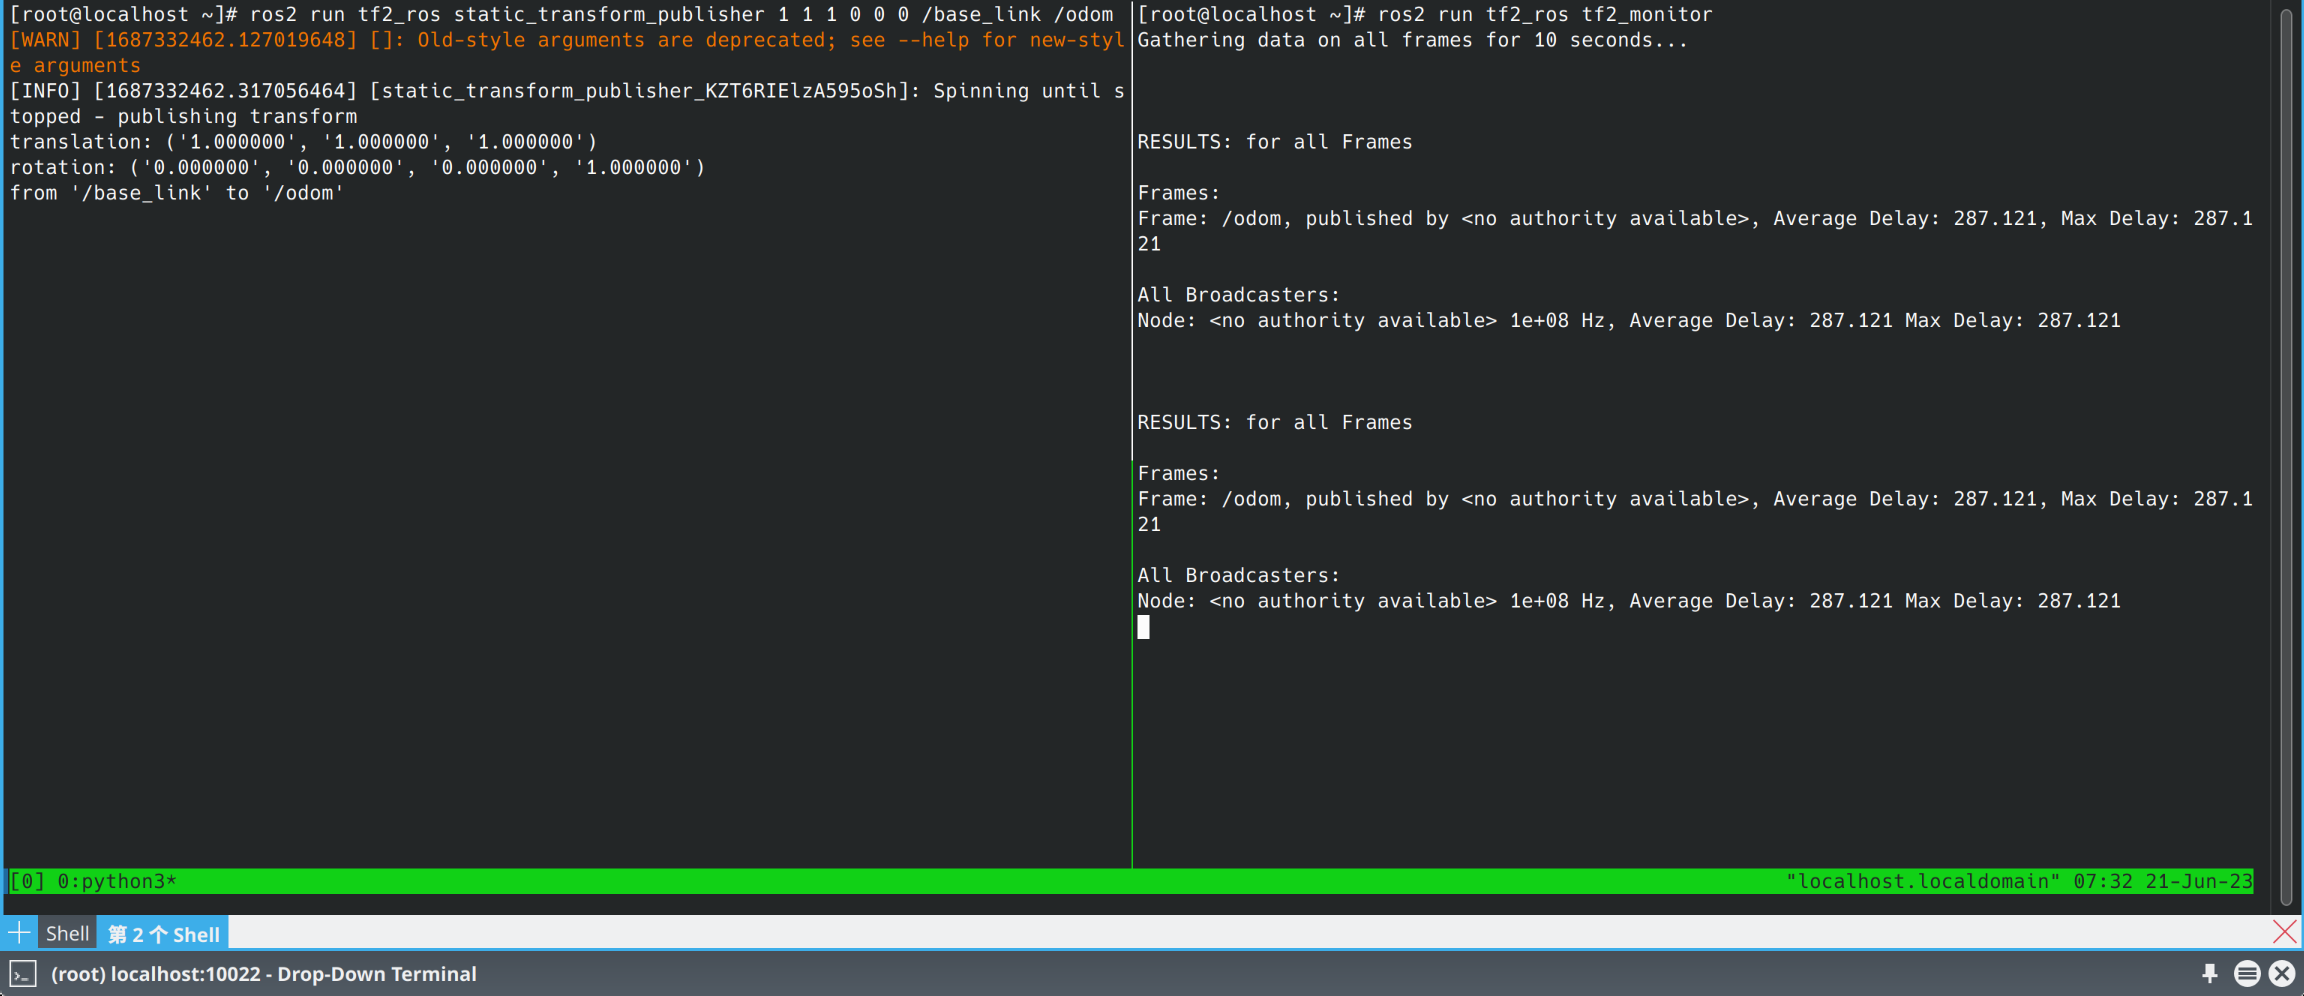 [root@localhost ~]# ros2 run tf2_ros static_transform_publisher 1 1 1 0 0 0 /base_link /odom
[WARN] [1687332462.127019648] []: Old-style arguments are deprecated; see --help for new-styl
e arguments
[INFO] [1687332462.317056464] [static_transform_publisher_KZT6RIElzA595oSh]: Spinning until s
topped - publishing transform
translation: ('1.000000', '1.000000', '1.000000')
rotation: ('0.000000', '0.000000', '0.000000', '1.000000')
from '/base_link' to '/odom'
[root@localhost ~]# ros2 run tf2_ros tf2_monitor
Gathering data on all frames for 10 seconds...
RESULTS: for all Frames
Frames:
Frame: /odom, published by <no authority available>, Average Delay: 287.121, Max Delay: 287.1
21
All Broadcasters:
Node: <no authority available> 1e+08 Hz, Average Delay: 287.121 Max Delay: 287.121
RESULTS: for all Frames
Frames:
Frame: /odom, published by <no authority available>, Average Delay: 287.121, Max Delay: 287.1
21
All Broadcasters:
Node: <no authority available> 1e+08 Hz, Average Delay: 287.121 Max Delay: 287.121
[0] 0:python3* "localhost.localdomain" 07:32 21-Jun-23
Shell 第 2 个 Shell
(root) localhost:10022 - Drop-Down Terminal